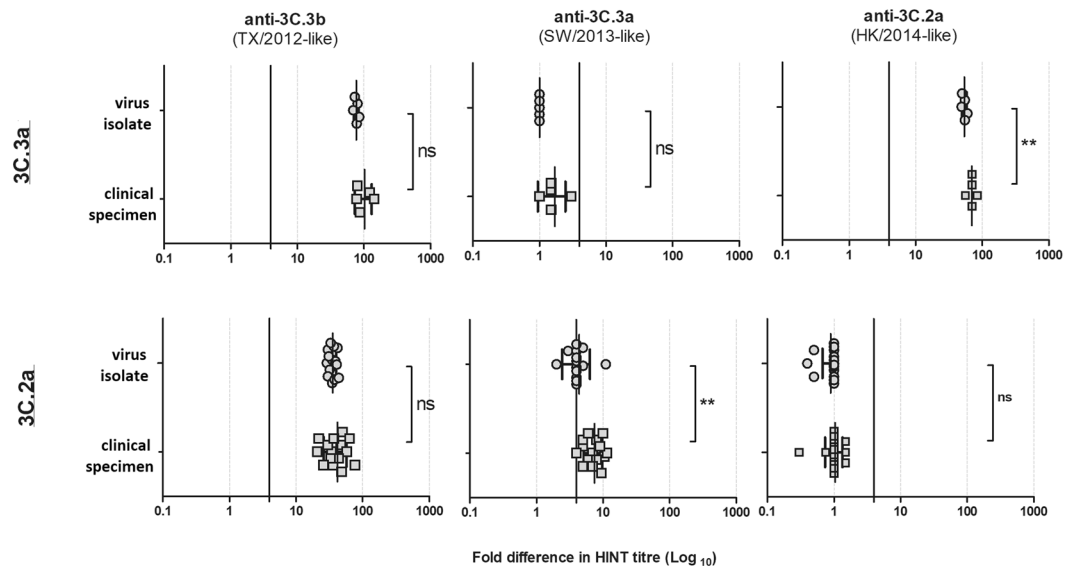 anti-3C.3b
(TX/2012-like)
anti-3C.3a
(SW/2013-like)
anti-3C.2a
(HK/2014-like)
3C.3a
virus
isolate
clinical
specimen
ns
ns
**
0.1 1 10 100 1000
0.1 1 10 100 1000
0.1 1 10 100 1000
3C.2a
virus
isolate
clinical
specimen
ns
**
ns
0.1 1 10 100 1000
0.1 1 10 100 1000
0.1 1 10 100 1000
Fold difference in HINT titre (Log 10)